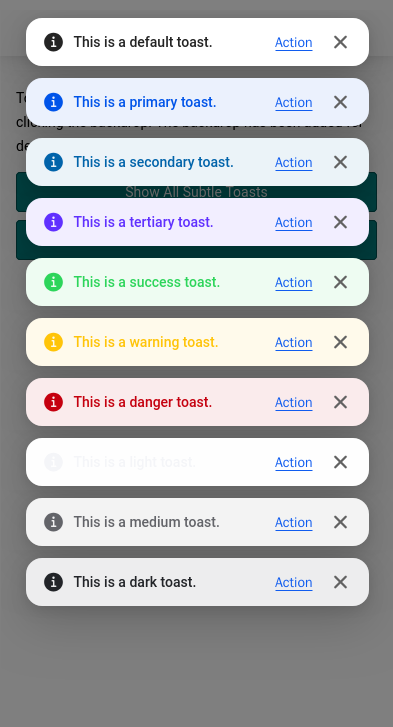 This is a default toast. Action
To
This is a primary toast. Action
clicking the backdrop. The backdrop has been added for
de
This is a secondary toast. Action
Show All Subtle Toasts
This is a tertiary toast. Action
This is a success toast. Action
This is a warning toast. Action
This is a danger toast. Action
This is a light toast. Action
This is a medium toast. Action
This is a dark toast. Action